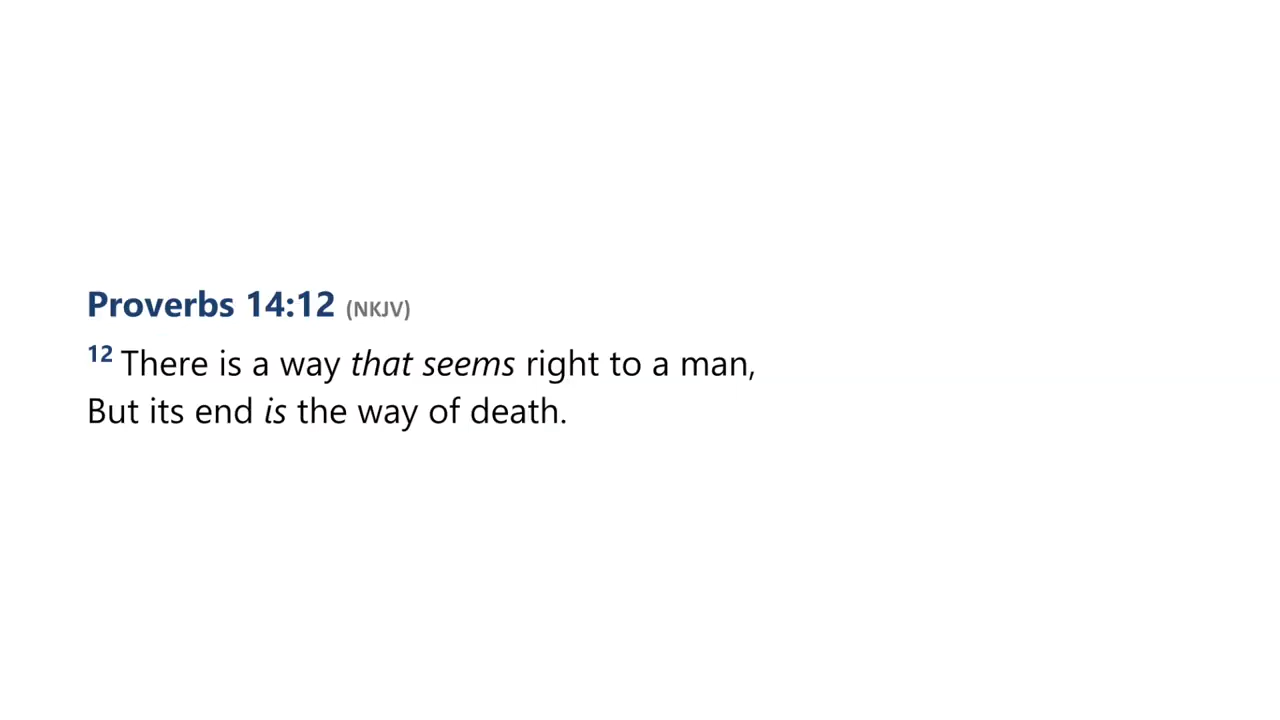 Proverbs 14:12 (NKJV)
12 There is a way that seems right to a man,
But its end is the way of death.